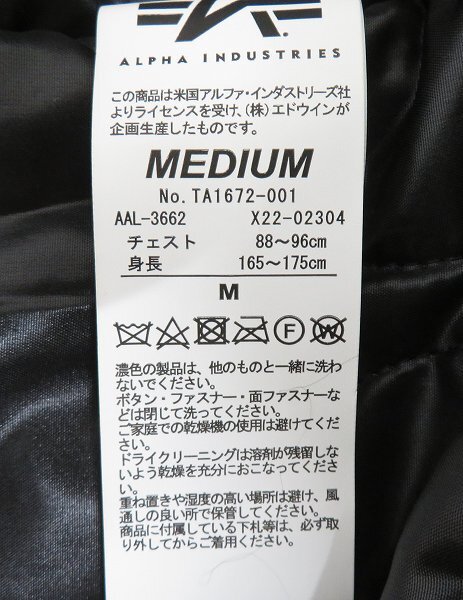 ALPHA INDUSTRIES
この商品は米国アルファ・インダストリーズ社
よりライセンスを受け、(株)エドウインが
企画生産したものです。
MEDIUM
No. TA1672-001
AAL-3662 X22-02304
チェスト 88～96cm
身長 165～175cm
M
F W
濃色の製品は、他のものと一緒に洗わ
ないでください。
ボタン・ファスナー・面ファスナーな
どは閉じて洗ってください。
ご家庭での乾燥機の使用は避けてくだ
さい。
ドライクリーニングは溶剤が残留しな
いよう乾燥を充分におこなってくださ
い。
重ね置きや湿度の高い場所は避け、風
通しの良い所で保管してください。
商品に付属している下札等は、必ず取
り外してからご着用ください。